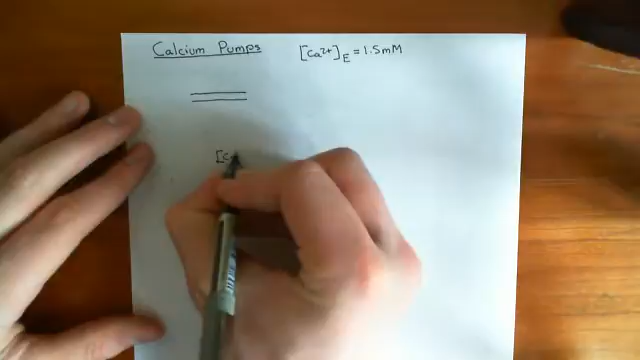 Calcium Pumps [Ca²⁺]E = 1.5mM
[C